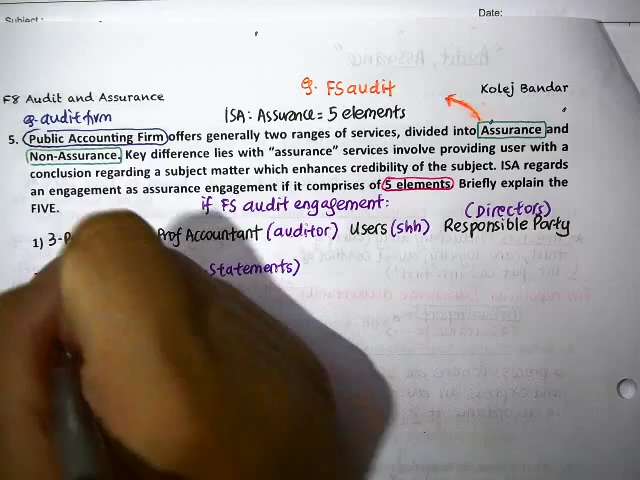 Subject:
Date:
g. FS audit
Kolej Bandar
F8 Audit and Assurance
g. audit firm
ISA: Assurance = 5 elements
5. Public Accounting Firm offers generally two ranges of services, divided into Assurance and
Non-Assurance. Key difference lies with “assurance” services involve providing user with a
conclusion regarding a subject matter which enhances credibility of the subject. ISA regards
an engagement as assurance engagement if it comprises of 5 elements. Briefly explain the
FIVE.
if FS audit engagement:
(Directors)
1) 3-P Prof Accountant (auditor) Users (shh) Responsible Party
Statements)